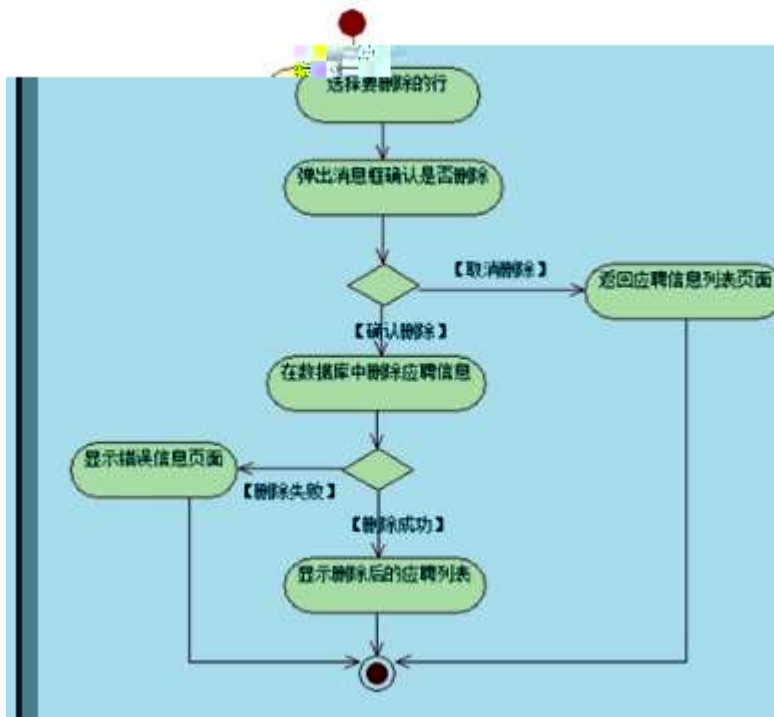 选择要删除的行
弹出消息框确认是否删除
【取消删除】
返回应聘信息列表页面
【确认删除】
在数据库中删除应聘信息
显示错误信息页面
【删除失败】
【删除成功】
显示删除后的应聘列表